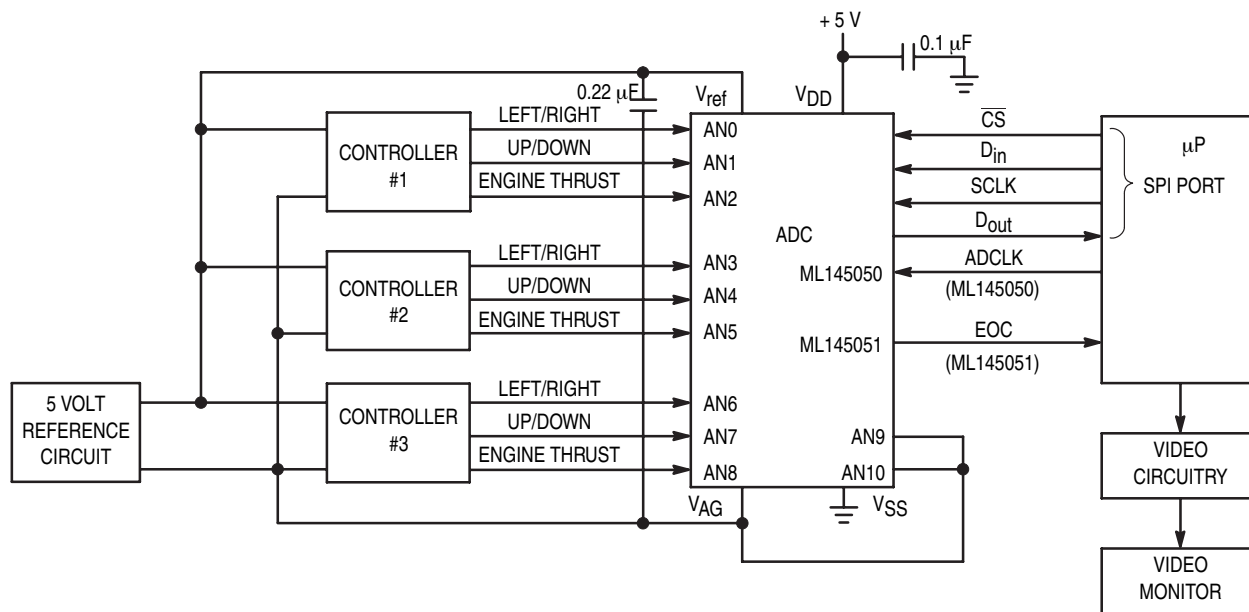 + 5 V
0.1 μF
0.22 μF
Vref
VDD
CONTROLLER
#1
LEFT/RIGHT
UP/DOWN
ENGINE THRUST
AN0
AN1
AN2
CONTROLLER
#2
LEFT/RIGHT
UP/DOWN
ENGINE THRUST
AN3
AN4
AN5
CONTROLLER
#3
LEFT/RIGHT
UP/DOWN
ENGINE THRUST
AN6
AN7
AN8
5 VOLT
REFERENCE
CIRCUIT
ADC
ML145050
ML145051
AN9
AN10
VAG
VSS
CS
Din
SCLK
Dout
ADCLK
(ML145050)
EOC
(ML145051)
μP
SPI PORT
VIDEO
CIRCUITRY
VIDEO
MONITOR